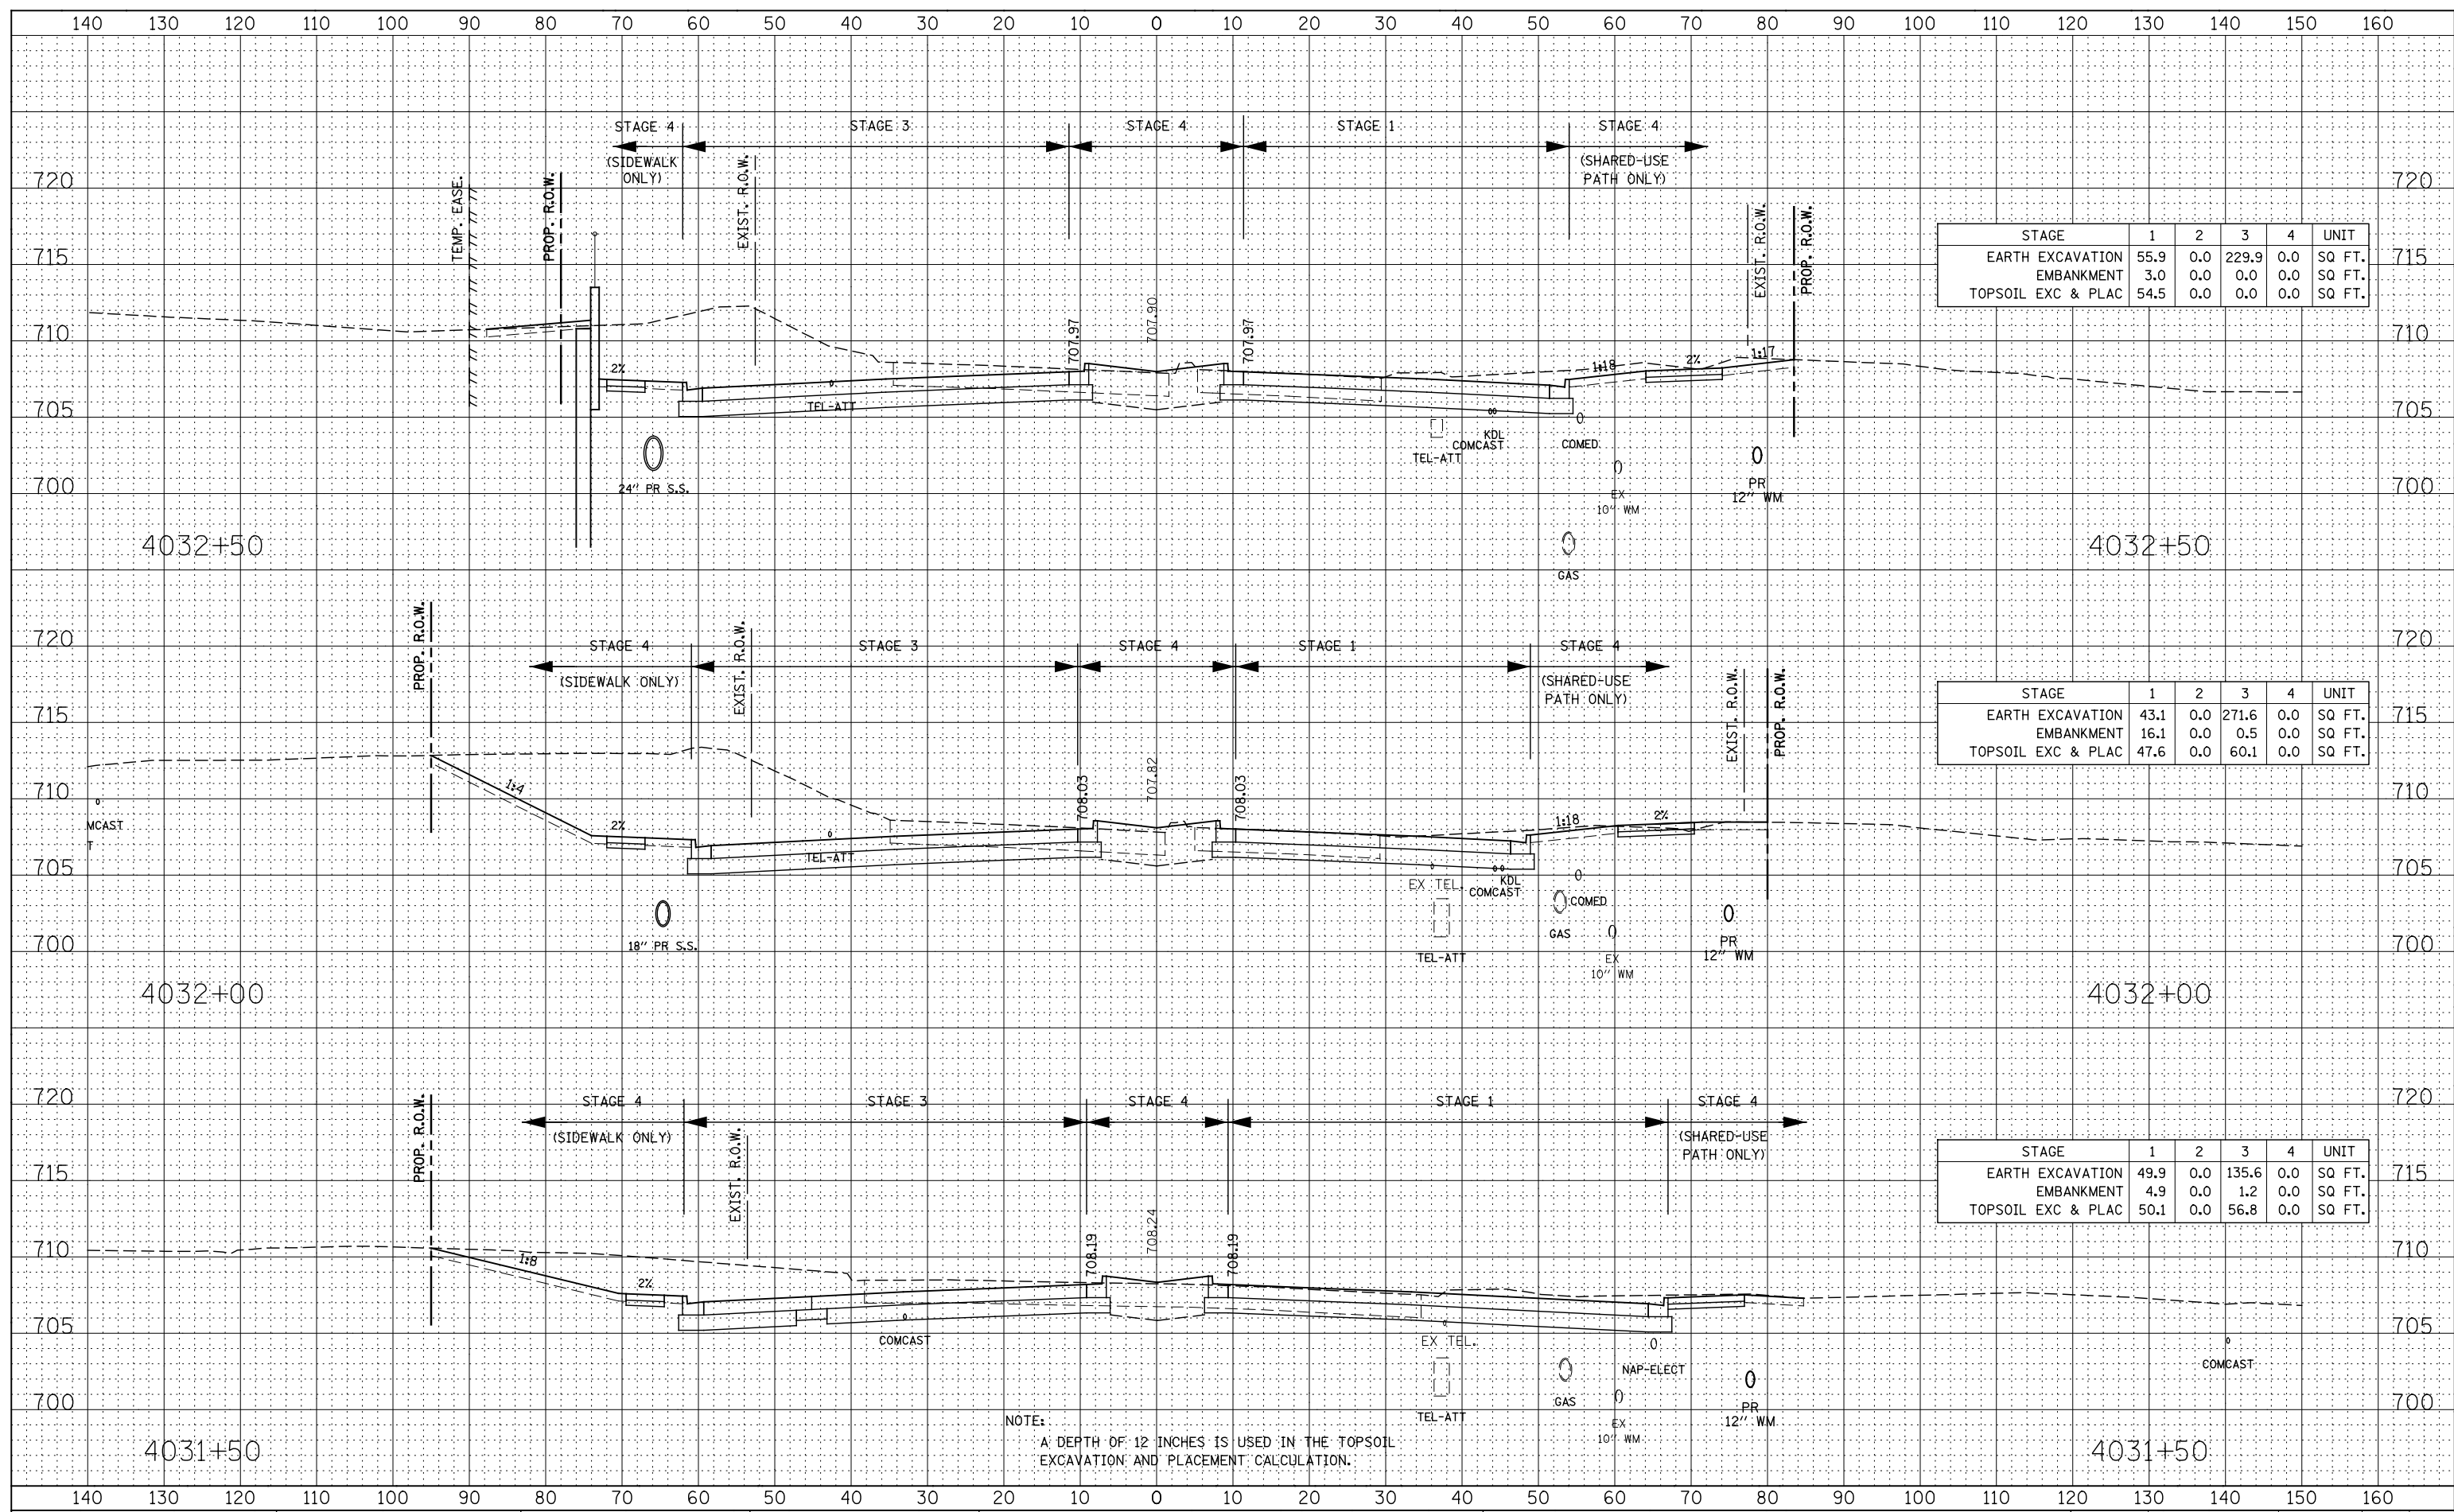 140 130 120 110 100 90 80 70 60 50 40 30 20 10 0 10 20 30 40 50 60 70 80 90 100 110 120 130 140 150 160
STAGE 4 STAGE 3 STAGE 4 STAGE 1 STAGE 4
(SIDEWALK
ONLY)
(SHARED-USE
PATH ONLY)
TEMP. EASE.
PROP. R.O.W.
EXIST. R.O.W.
EXIST. R.O.W.
PROP. R.O.W.
720 720
715 715
710 710
705 705
700 700
707.97
707.90
707.97
2%
1:18
2%
1:17
TEL-ATT
24" PR S.S.
KDL
COMCAST
TEL-ATT
COMED
EX
10" WM
PR
12" WM
GAS
STAGE 1 2 3 4 UNIT
EARTH EXCAVATION 55.9 0.0 229.9 0.0 SQ FT.
EMBANKMENT 3.0 0.0 0.0 0.0 SQ FT.
TOPSOIL EXC & PLAC 54.5 0.0 0.0 0.0 SQ FT.
4032+50 4032+50
STAGE 4 STAGE 3 STAGE 4 STAGE 1 STAGE 4
(SIDEWALK ONLY)
(SHARED-USE
PATH ONLY)
PROP. R.O.W.
EXIST. R.O.W.
EXIST. R.O.W.
PROP. R.O.W.
720 720
715 715
710 710
705 705
700 700
708.03
707.82
708.03
1:4
2%
1:18
2%
MCAST
T
TEL-ATT
18" PR S.S.
EX TEL.
KDL
COMCAST
TEL-ATT
COMED
GAS
EX
10" WM
PR
12" WM
STAGE 1 2 3 4 UNIT
EARTH EXCAVATION 43.1 0.0 271.6 0.0 SQ FT.
EMBANKMENT 16.1 0.0 0.5 0.0 SQ FT.
TOPSOIL EXC & PLAC 47.6 0.0 60.1 0.0 SQ FT.
4032+00 4032+00
STAGE 4 STAGE 3 STAGE 4 STAGE 1 STAGE 4
(SIDEWALK ONLY)
(SHARED-USE
PATH ONLY)
PROP. R.O.W.
EXIST. R.O.W.
720 720
715 715
710 710
705 705
700 700
708.19
708.24
708.19
1:8
2%
COMCAST
EX TEL.
TEL-ATT
GAS
NAP-ELECT
EX
10" WM
PR
12" WM
COMCAST
STAGE 1 2 3 4 UNIT
EARTH EXCAVATION 49.9 0.0 135.6 0.0 SQ FT.
EMBANKMENT 4.9 0.0 1.2 0.0 SQ FT.
TOPSOIL EXC & PLAC 50.1 0.0 56.8 0.0 SQ FT.
4031+50 4031+50
NOTE:
A DEPTH OF 12 INCHES IS USED IN THE TOPSOIL
EXCAVATION AND PLACEMENT CALCULATION.
140 130 120 110 100 90 80 70 60 50 40 30 20 10 0 10 20 30 40 50 60 70 80 90 100 110 120 130 140 150 160